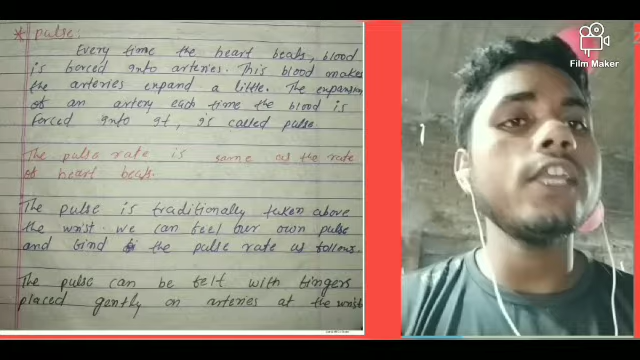 * pulse:
Every time the heart beats, blood
is forced into arteries. This blood makes
the arteries expand a little. The expansion
of an artery each time the blood is
forced into it, is called pulse.
The pulse rate is same as the rate
of heart beats.
The pulse is traditionally taken above
the wrist. we can feel our own pulse
and find the pulse rate as follows.
The pulse can be felt with fingers
placed gently on arteries at the wrist
Film Maker